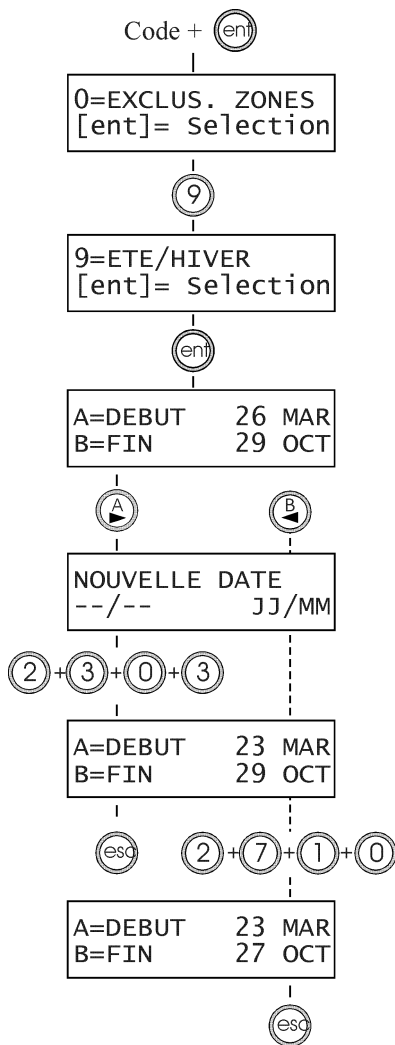 Code + ent
0=EXCLUS. ZONES
[ent]= Selection
9
9=ETE/HIVER
[ent]= Selection
ent
A=DEBUT 26 MAR
B=FIN 29 OCT
A B
NOUVELLE DATE
--/-- JJ/MM
2+3+0+3
A=DEBUT 23 MAR
B=FIN 29 OCT
esc 2+7+1+0
A=DEBUT 23 MAR
B=FIN 27 OCT
esc